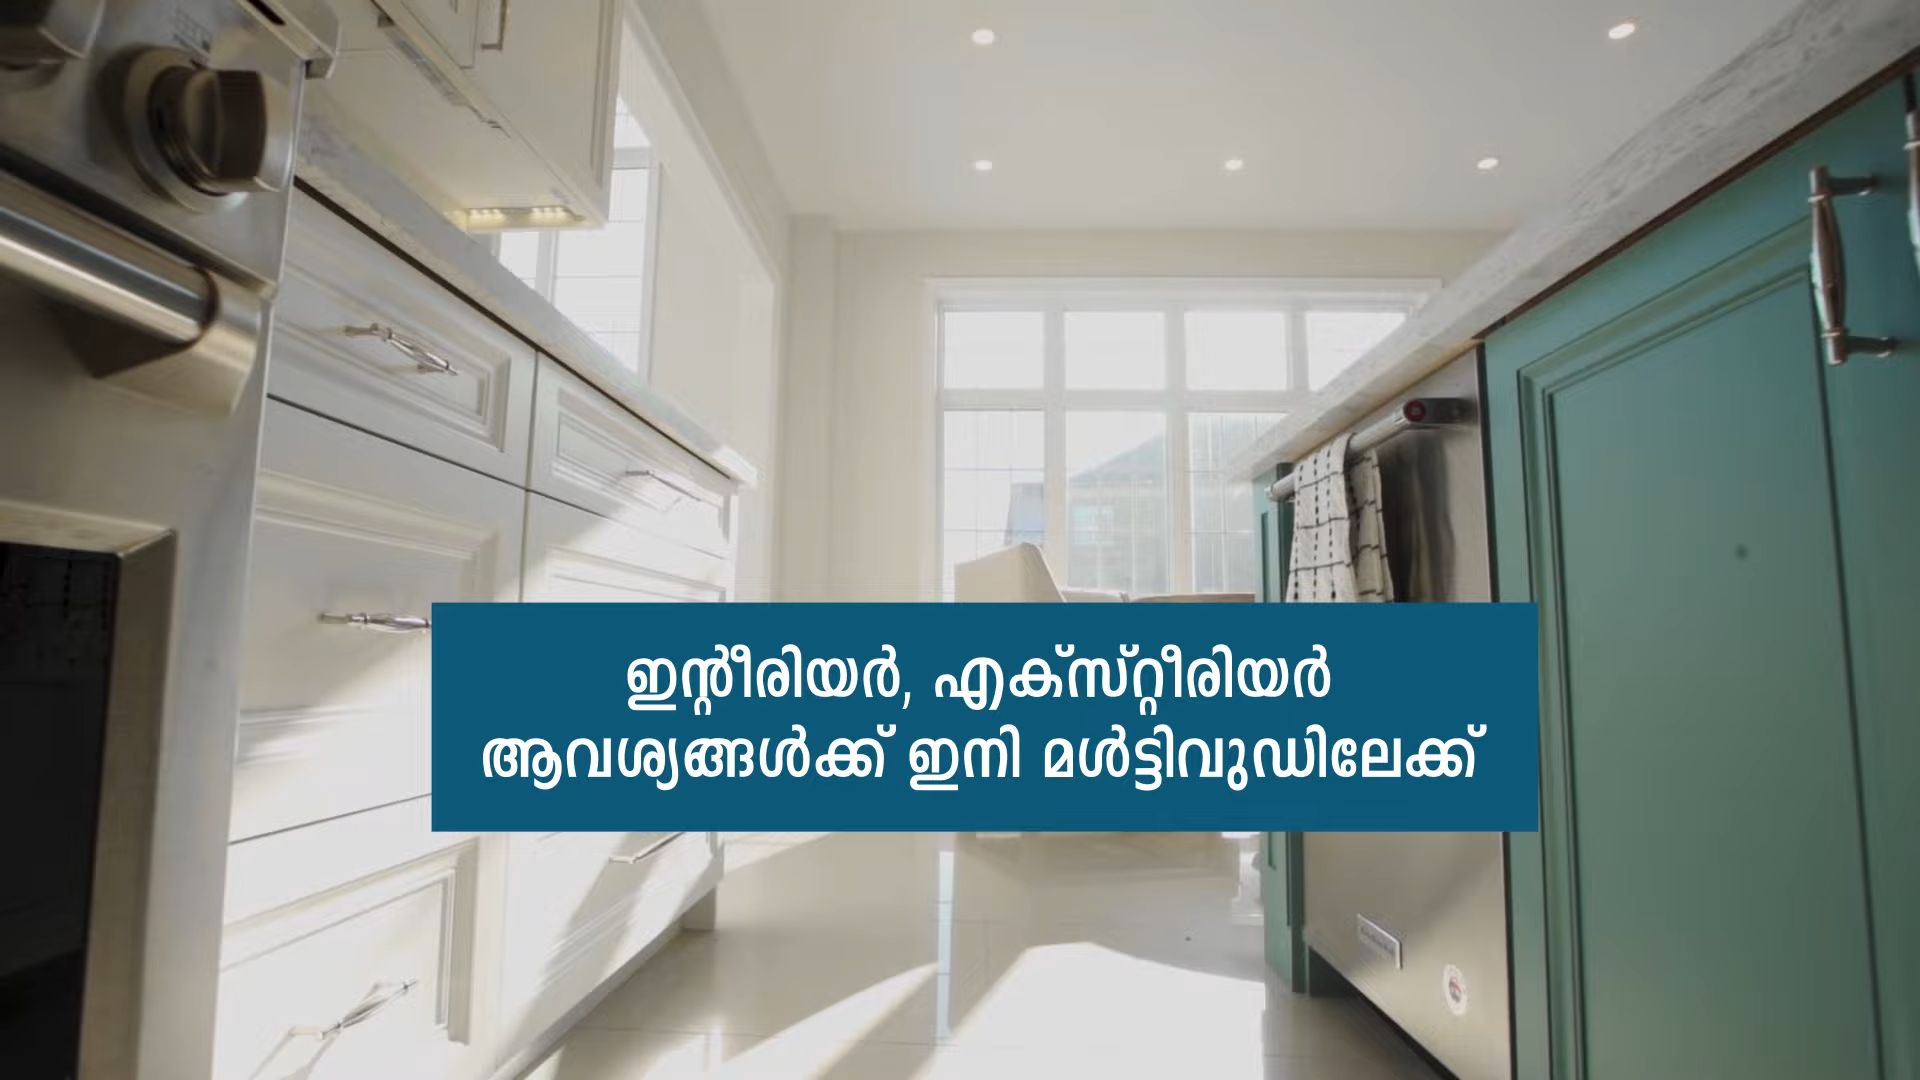 ഇന്റീരിയർ, എക്സ്റ്റീരിയർ
ആവശ്യങ്ങൾക്ക് ഇനി മൾട്ടിവുഡിലേക്ക്